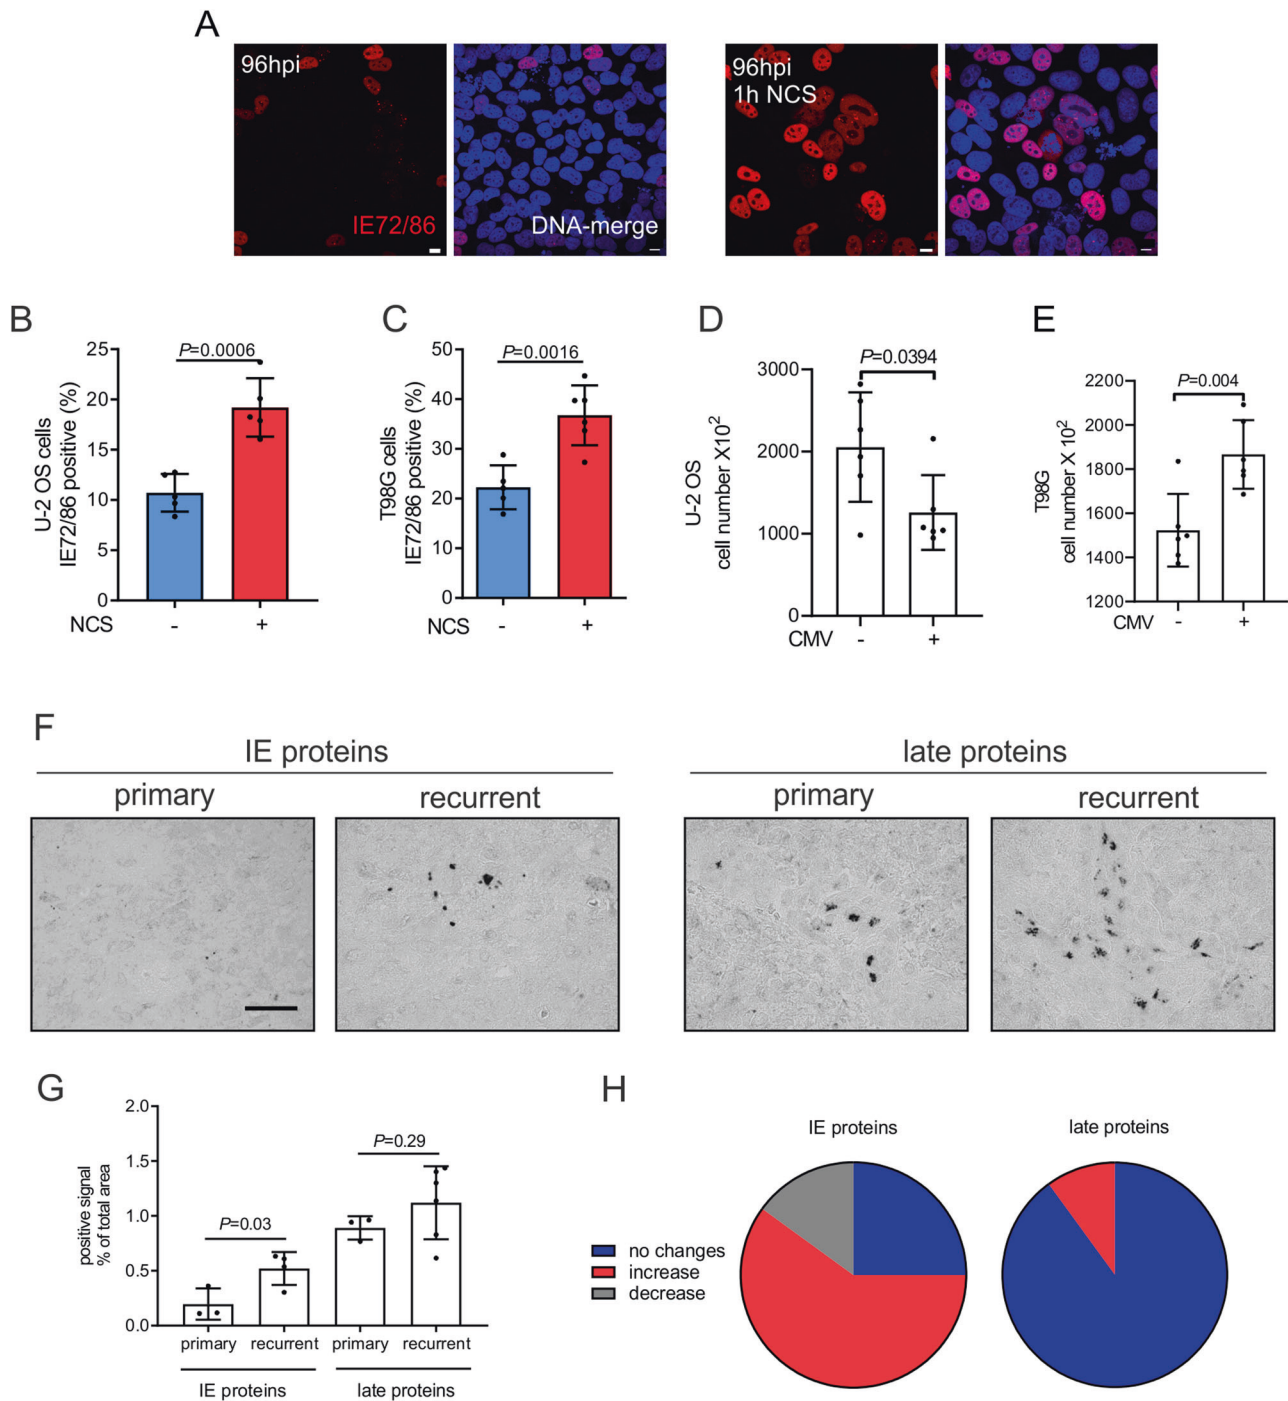 A
96hpi
IE72/86
DNA-merge
96hpi
1h NCS
B
U-2 OS cells
IE72/86 positive (%)
25
20
15
10
5
0
P=0.0006
NCS - +
C
T98G cells
IE72/86 positive (%)
50
40
30
20
10
0
P=0.0016
NCS - +
D
U-2 OS
cell number X10²
3000
2000
1000
0
P=0.0394
CMV - +
E
T98G
cell number X 10²
2200
2000
1800
1600
1400
1200
P=0.004
CMV - +
F
IE proteins
primary recurrent
late proteins
primary recurrent
G
positive signal
% of total area
2.0
1.5
1.0
0.5
0.0
P=0.03
P=0.29
primary recurrent primary recurrent
IE proteins late proteins
H
IE proteins late proteins
no changes
increase
decrease